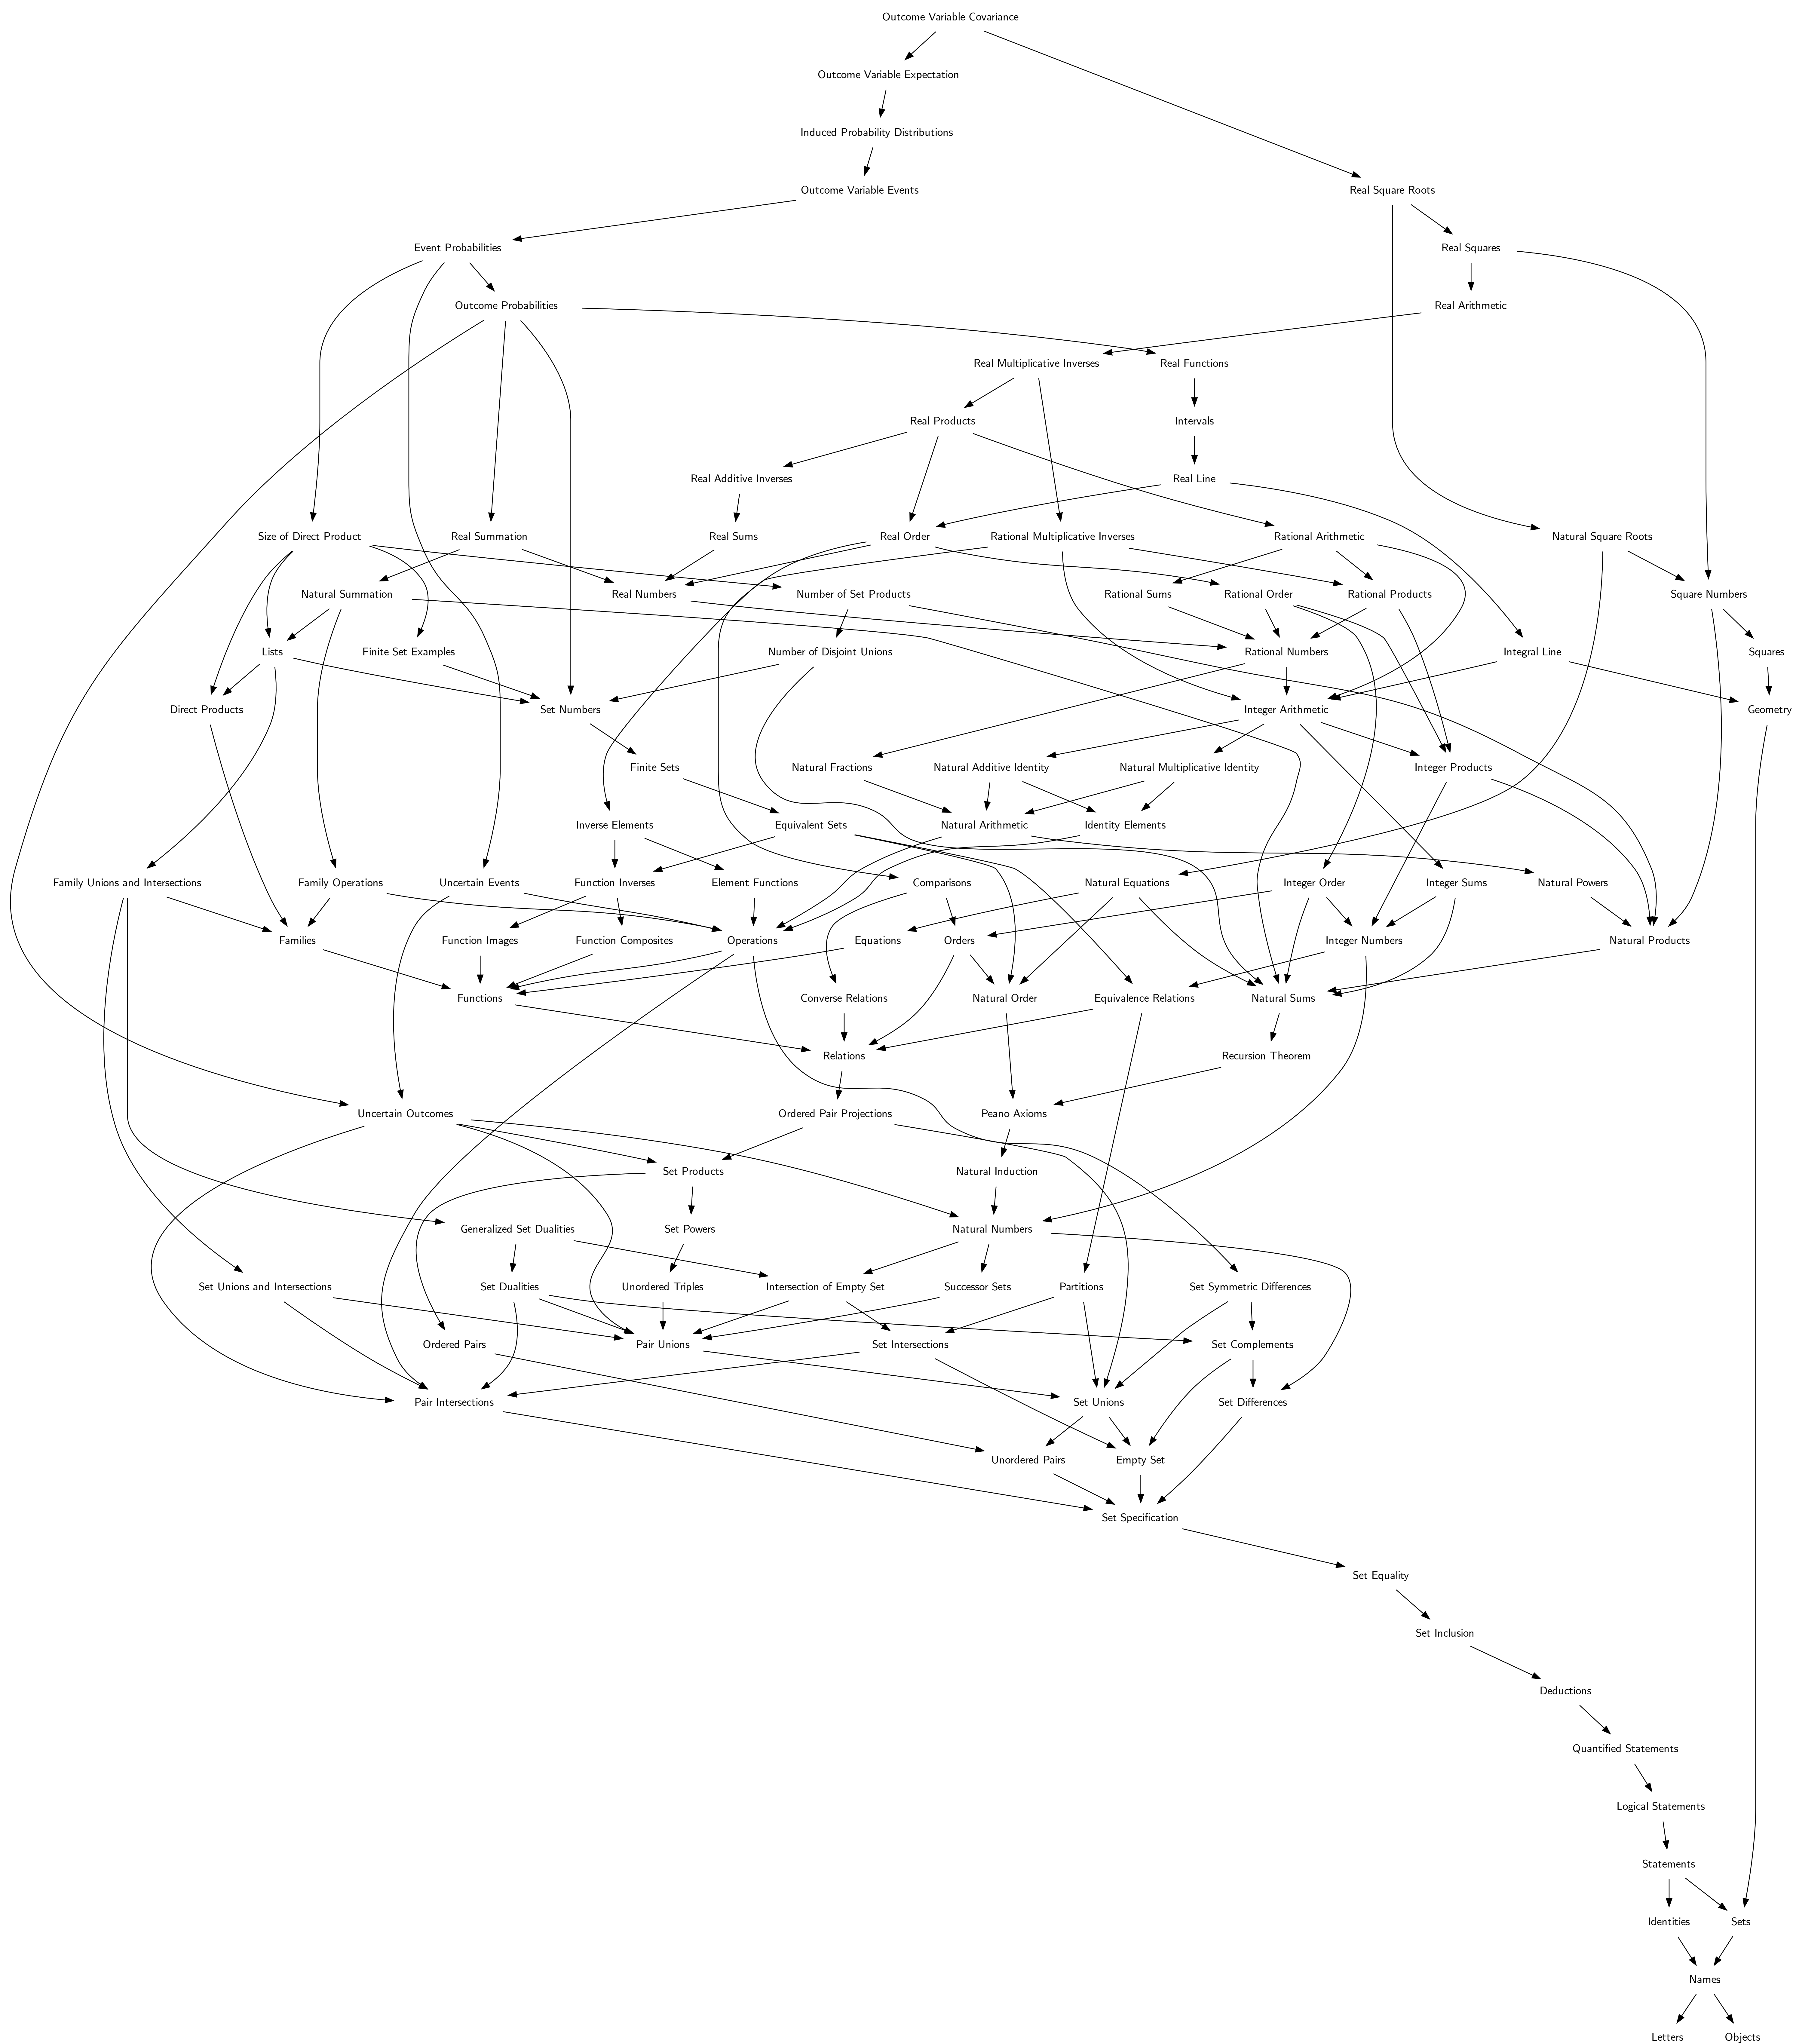 Outcome Variable Covariance
Outcome Variable Expectation
Induced Probability Distributions
Outcome Variable Events
Real Square Roots
Event Probabilities
Real Squares
Outcome Probabilities
Real Arithmetic
Real Multiplicative Inverses
Real Functions
Real Products
Intervals
Real Additive Inverses
Real Line
Size of Direct Product
Real Summation
Real Sums
Real Order
Rational Multiplicative Inverses
Rational Arithmetic
Natural Square Roots
Natural Summation
Real Numbers
Number of Set Products
Rational Sums
Rational Order
Rational Products
Square Numbers
Lists
Finite Set Examples
Number of Disjoint Unions
Rational Numbers
Integral Line
Squares
Direct Products
Set Numbers
Integer Arithmetic
Geometry
Finite Sets
Natural Fractions
Natural Additive Identity
Natural Multiplicative Identity
Integer Products
Inverse Elements
Equivalent Sets
Natural Arithmetic
Identity Elements
Family Unions and Intersections
Family Operations
Uncertain Events
Function Inverses
Element Functions
Comparisons
Natural Equations
Integer Order
Integer Sums
Natural Powers
Families
Function Images
Function Composites
Operations
Equations
Orders
Integer Numbers
Natural Products
Functions
Converse Relations
Natural Order
Equivalence Relations
Natural Sums
Relations
Recursion Theorem
Uncertain Outcomes
Ordered Pair Projections
Peano Axioms
Set Products
Natural Induction
Generalized Set Dualities
Set Powers
Natural Numbers
Set Unions and Intersections
Set Dualities
Unordered Triples
Intersection of Empty Set
Successor Sets
Partitions
Set Symmetric Differences
Ordered Pairs
Pair Unions
Set Intersections
Set Complements
Pair Intersections
Set Unions
Set Differences
Unordered Pairs
Empty Set
Set Specification
Set Equality
Set Inclusion
Deductions
Quantified Statements
Logical Statements
Statements
Identities
Sets
Names
Letters
Objects